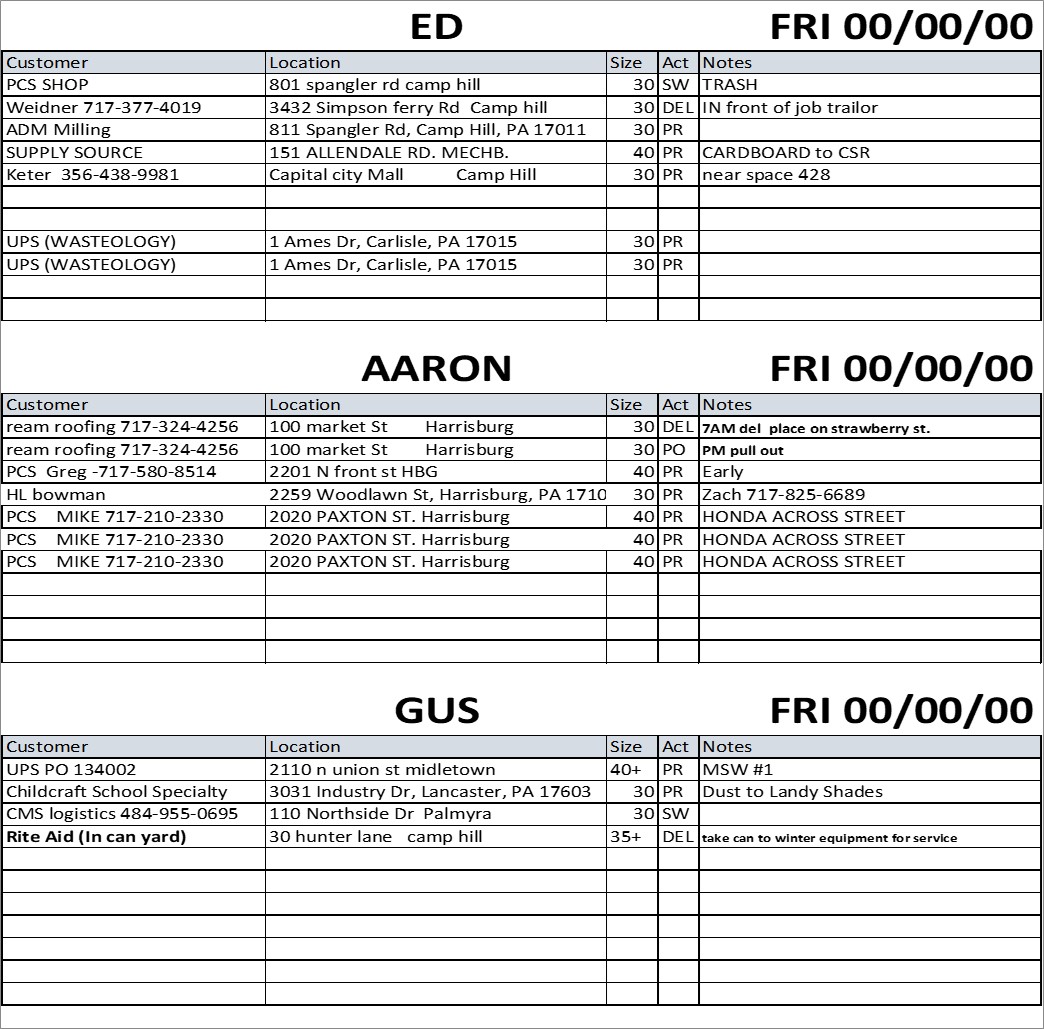 ED FRI 00/00/00
Customer Location Size Act Notes
PCS SHOP 801 spangler rd camp hill 30 SW TRASH
Weidner 717-377-4019 3432 Simpson ferry Rd Camp hill 30 DEL IN front of job trailor
ADM Milling 811 Spangler Rd, Camp Hill, PA 17011 30 PR
SUPPLY SOURCE 151 ALLENDALE RD. MECHB. 40 PR CARDBOARD to CSR
Keter 356-438-9981 Capital city Mall Camp Hill 30 PR near space 428
UPS (WASTEOLOGY) 1 Ames Dr, Carlisle, PA 17015 30 PR
UPS (WASTEOLOGY) 1 Ames Dr, Carlisle, PA 17015 30 PR
AARON FRI 00/00/00
Customer Location Size Act Notes
ream roofing 717-324-4256 100 market St Harrisburg 30 DEL 7AM del place on strawberry st.
ream roofing 717-324-4256 100 market St Harrisburg 30 PO PM pull out
PCS Greg -717-580-8514 2201 N front st HBG 40 PR Early
HL bowman 2259 Woodlawn St, Harrisburg, PA 1710 30 PR Zach 717-825-6689
PCS MIKE 717-210-2330 2020 PAXTON ST. Harrisburg 40 PR HONDA ACROSS STREET
PCS MIKE 717-210-2330 2020 PAXTON ST. Harrisburg 40 PR HONDA ACROSS STREET
PCS MIKE 717-210-2330 2020 PAXTON ST. Harrisburg 40 PR HONDA ACROSS STREET
GUS FRI 00/00/00
Customer Location Size Act Notes
UPS PO 134002 2110 n union st midletown 40+ PR MSW #1
Childcraft School Specialty 3031 Industry Dr, Lancaster, PA 17603 30 PR Dust to Landy Shades
CMS logistics 484-955-0695 110 Northside Dr Palmyra 30 SW
Rite Aid (In can yard) 30 hunter lane camp hill 35+ DEL take can to winter equipment for service